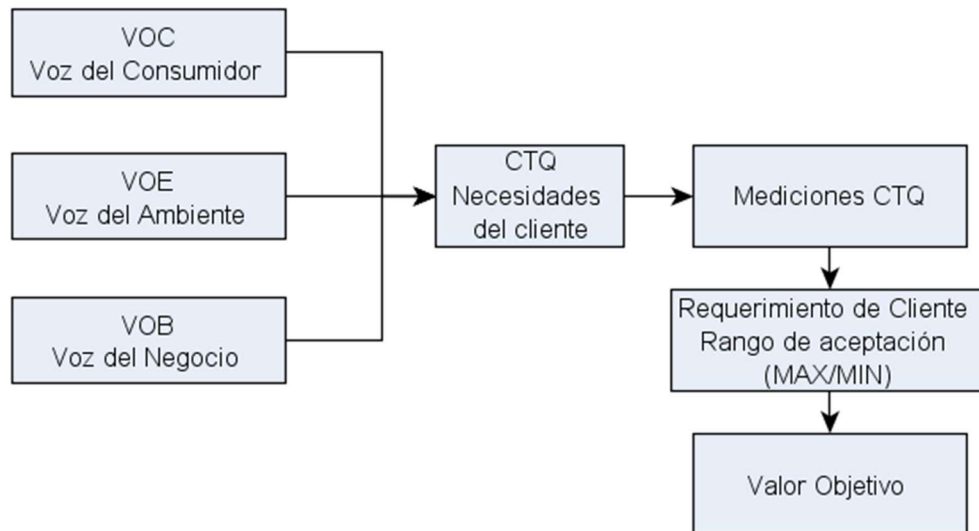 VOC
Voz del Consumidor
VOE
Voz del Ambiente
VOB
Voz del Negocio
CTQ
Necesidades
del cliente
Mediciones CTQ
Requerimiento de Cliente
Rango de aceptación
(MAX/MIN)
Valor Objetivo